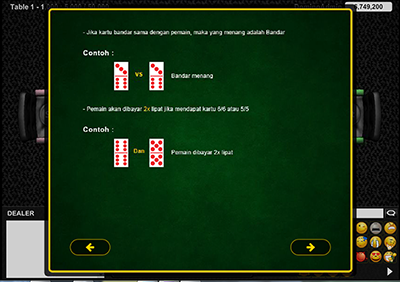 Table 1 - 1
5,749,200
- Jika kartu bandar sama dengan pemain, maka yang menang adalah Bandar
Contoh :
VS
Bandar menang
- Pemain akan dibayar 2x lipat jika mendapat kartu 6/6 atau 5/5
Contoh :
Dan
Pemain dibayar 2x lipat
DEALER